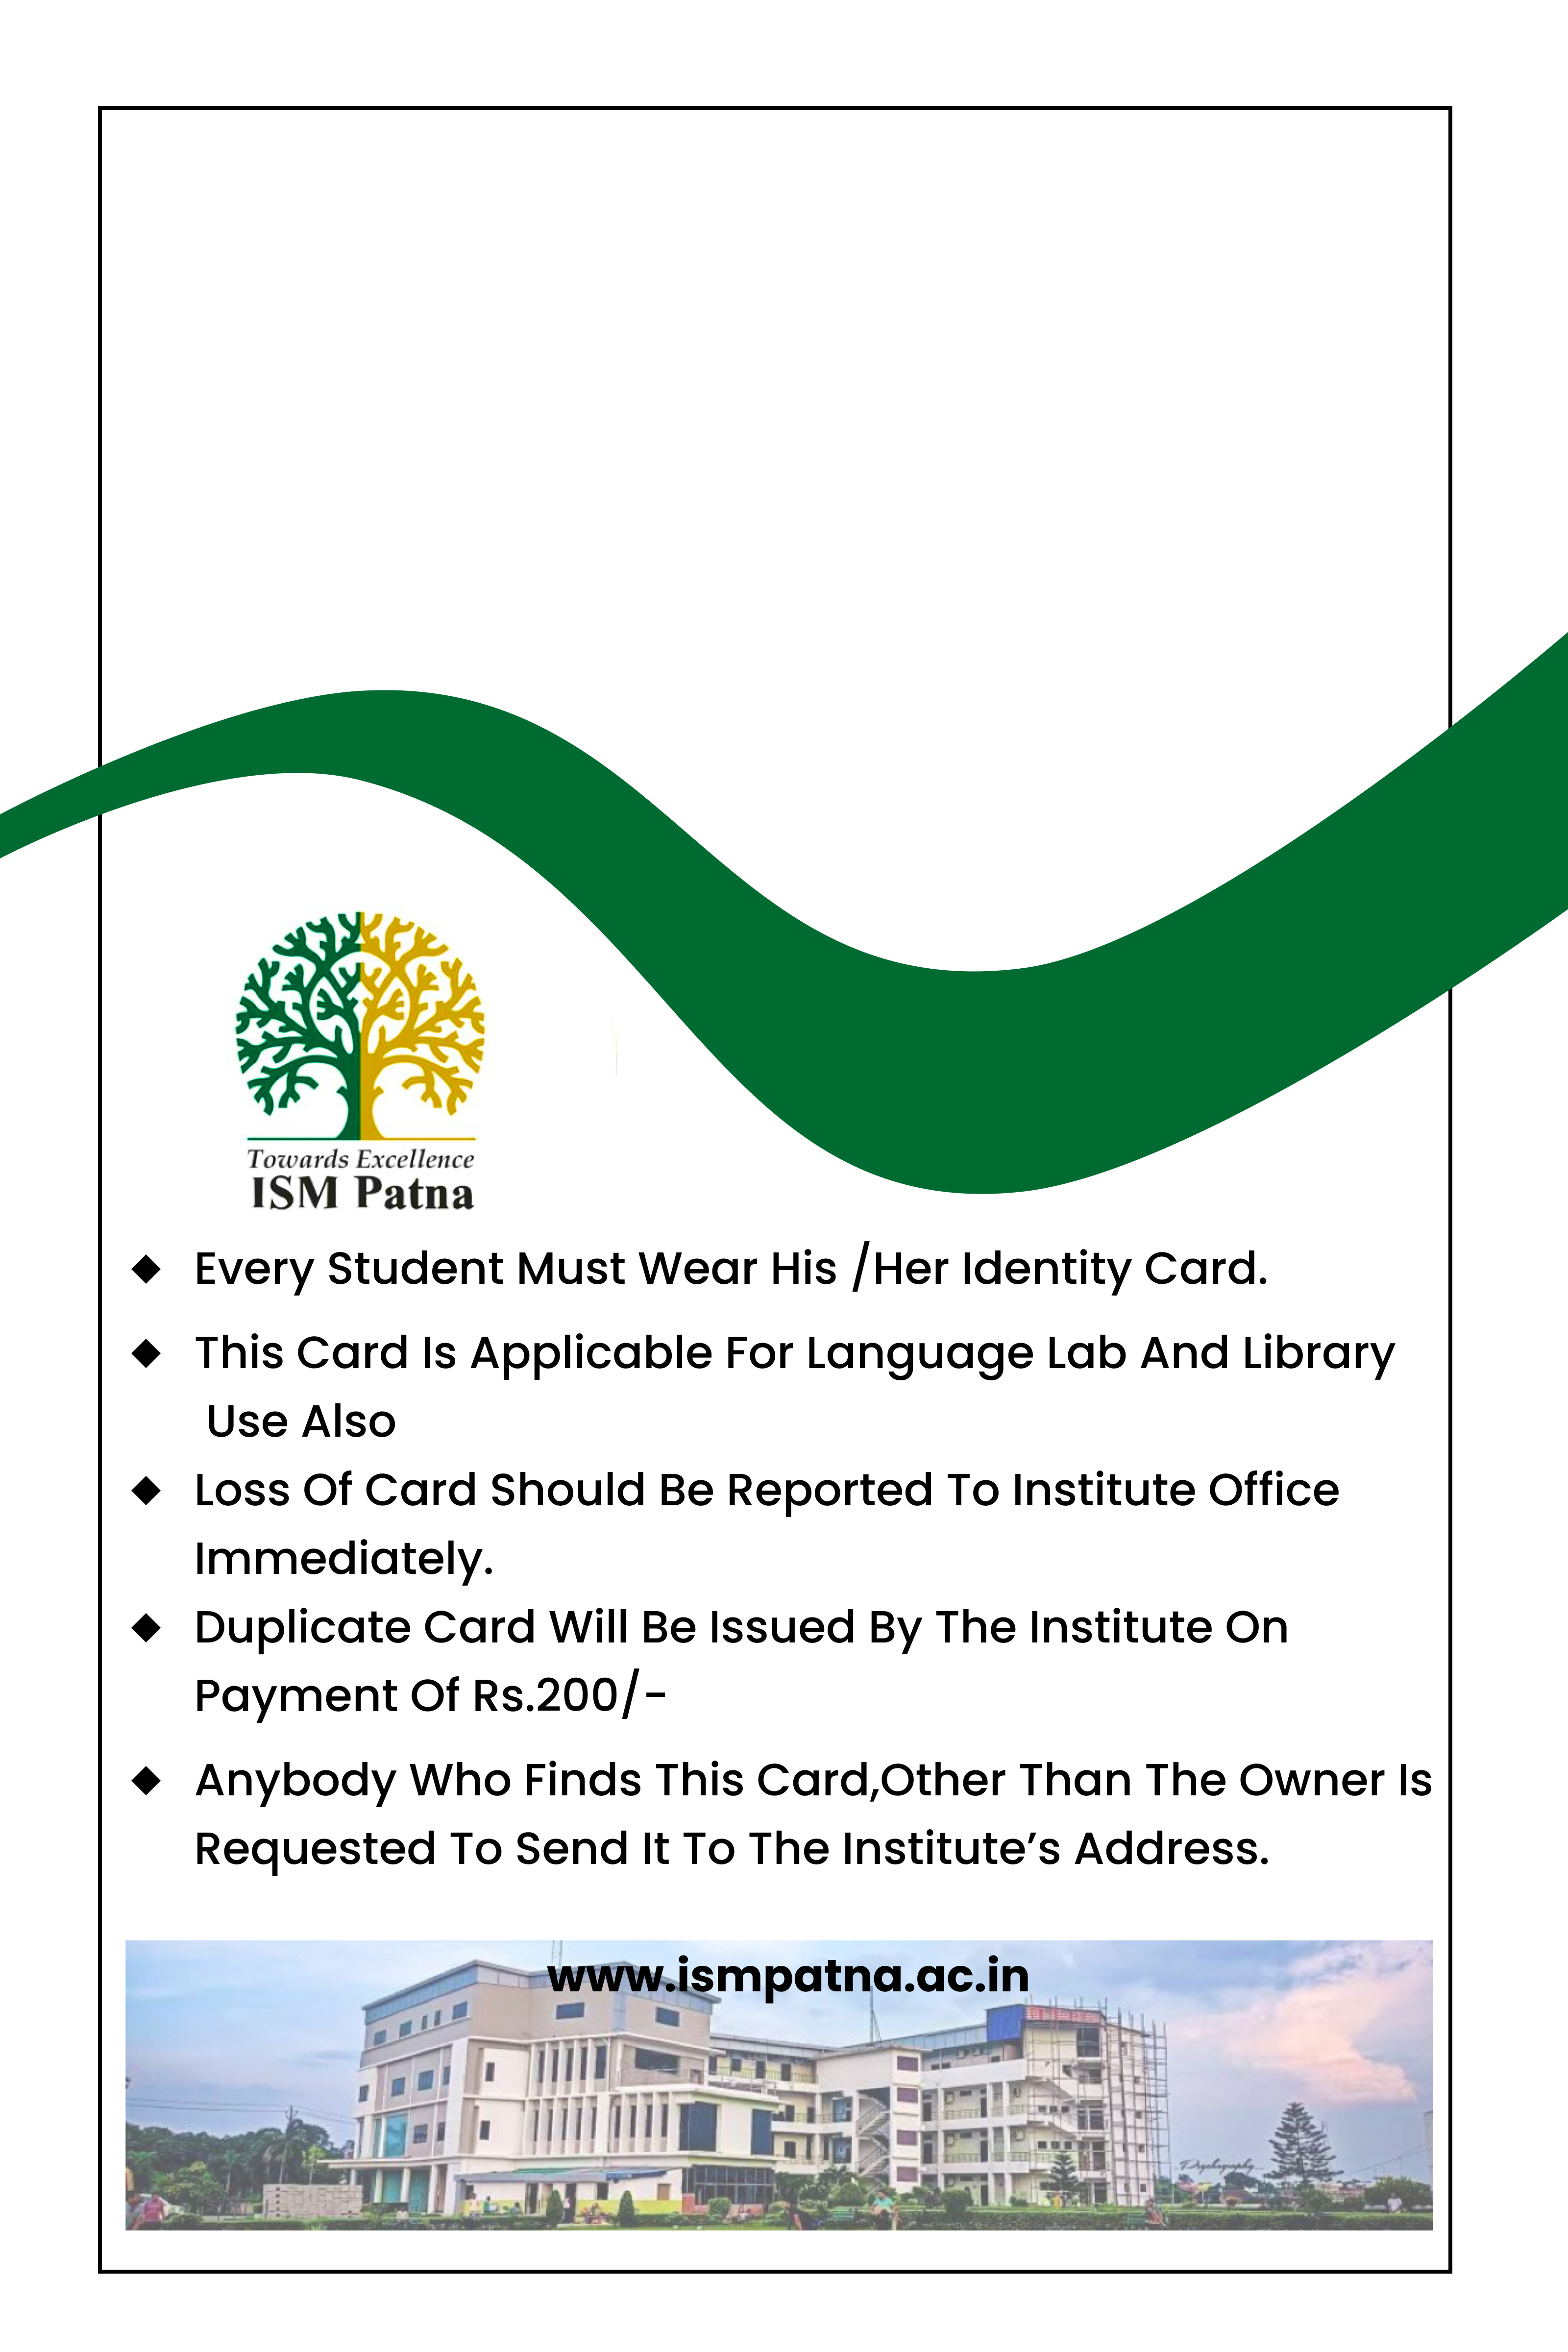 Towards Excellence
ISM Patna
◆ Every Student Must Wear His /Her Identity Card.
◆ This Card Is Applicable For Language Lab And Library
Use Also
◆ Loss Of Card Should Be Reported To Institute Office
Immediately.
◆ Duplicate Card Will Be Issued By The Institute On
Payment Of Rs.200/-
◆ Anybody Who Finds This Card,Other Than The Owner Is
Requested To Send It To The Institute’s Address.
www.ismpatna.ac.in